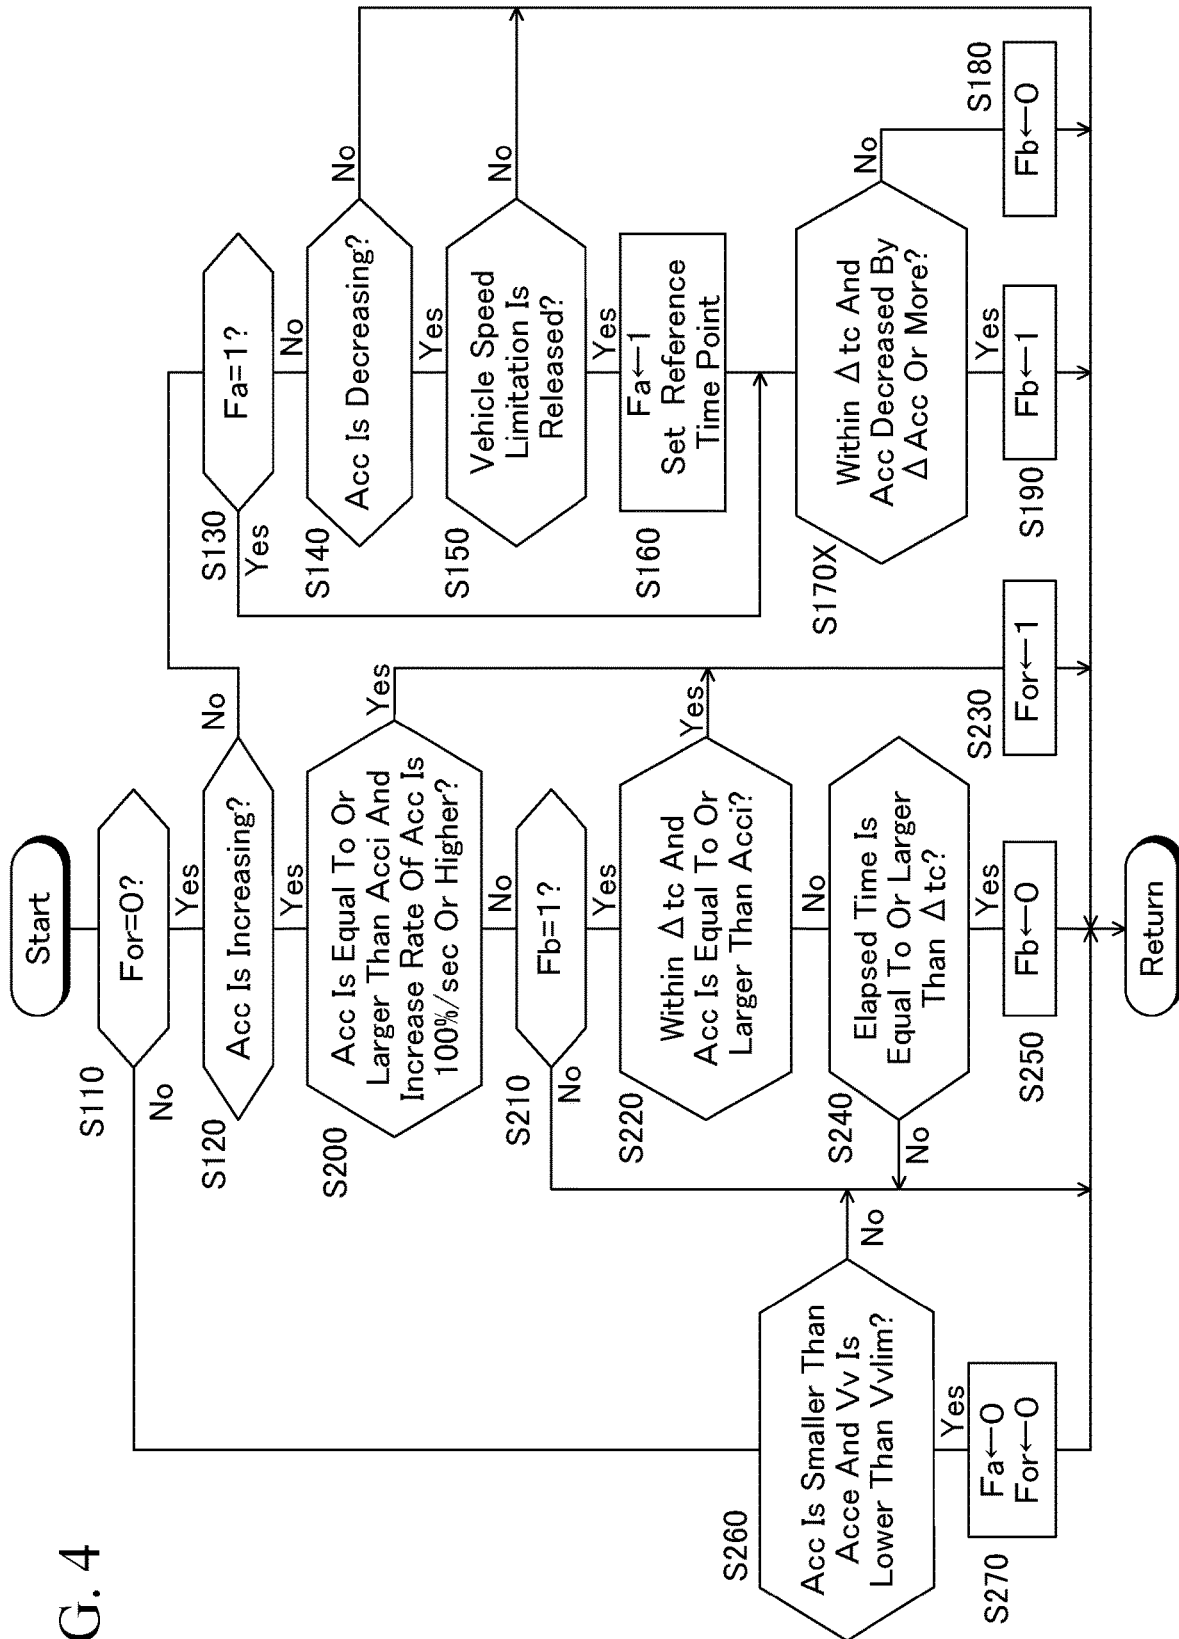 G. 4
Start
S110
For=0?
No
Yes
S120
Acc Is Increasing?
No
Yes
S130
Fa=1?
Yes
No
S140
Acc Is Decreasing?
No
Yes
S150
Vehicle Speed
Limitation Is
Released?
No
Yes
S160
Fa←1
Set Reference
Time Point
S170X
Within Δtc And
Acc Decreased By
ΔAcc Or More?
No
Yes
S180
Fb←0
S190
Fb←1
S200
Acc Is Equal To Or
Larger Than Acci And
Increase Rate Of Acc Is
100%/sec Or Higher?
Yes
No
S210
Fb=1?
No
Yes
S220
Within Δtc And
Acc Is Equal To Or
Larger Than Acci?
Yes
No
S230
For←1
S240
Elapsed Time Is
Equal To Or Larger
Than Δtc?
No
Yes
S250
Fb←0
S260
Acc Is Smaller Than
Acce And Vv Is
Lower Than Vvlim?
No
Yes
S270
Fa←0
For←0
Return